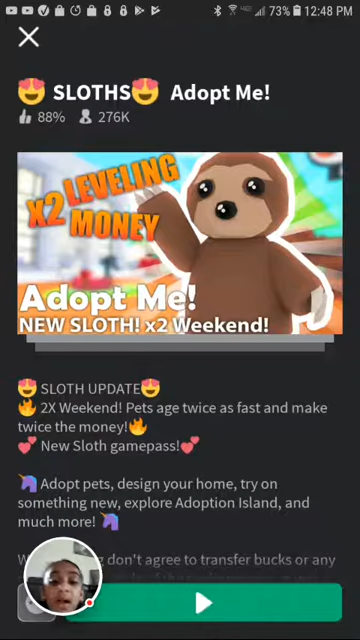 73% 12:48 PM
😍 SLOTHS😍 Adopt Me!
88% 276K
x2 LEVELING
MONEY
Adopt Me!
NEW SLOTH! x2 Weekend!
😍 SLOTH UPDATE😍
🔥 2X Weekend! Pets age twice as fast and make
twice the money!🔥
💕 New Sloth gamepass!💕
🦄 Adopt pets, design your home, try on
something new, explore Adoption Island, and
much more! 🦄
don't agree to transfer bucks or any